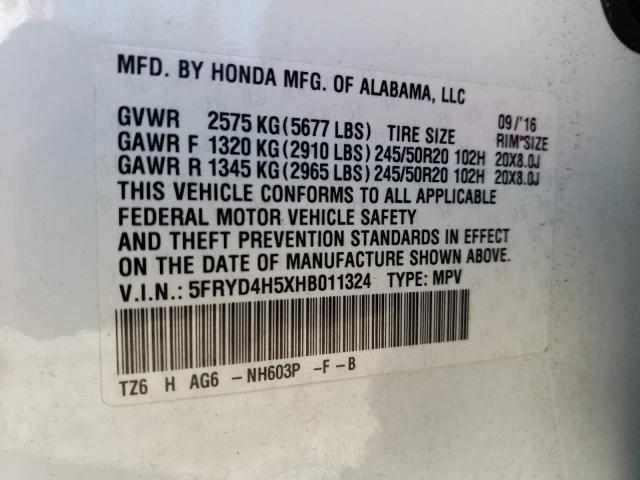 MFD. BY HONDA MFG. OF ALABAMA, LLC
09/'16
GVWR 2575 KG(5677 LBS) TIRE SIZE RIM SIZE
GAWR F 1320 KG(2910 LBS)245/50R20 102H 20X8.0J
GAWR R 1345 KG(2965 LBS)245/50R20 102H 20X8.0J
THIS VEHICLE CONFORMS TO ALL APPLICABLE
FEDERAL MOTOR VEHICLE SAFETY
AND THEFT PREVENTION STANDARDS IN EFFECT
ON THE DATE OF MANUFACTURE SHOWN ABOVE.
V.I.N.: 5FRYD4H5XHB011324 TYPE: MPV
TZ6 H AG6 -NH603P -F-B